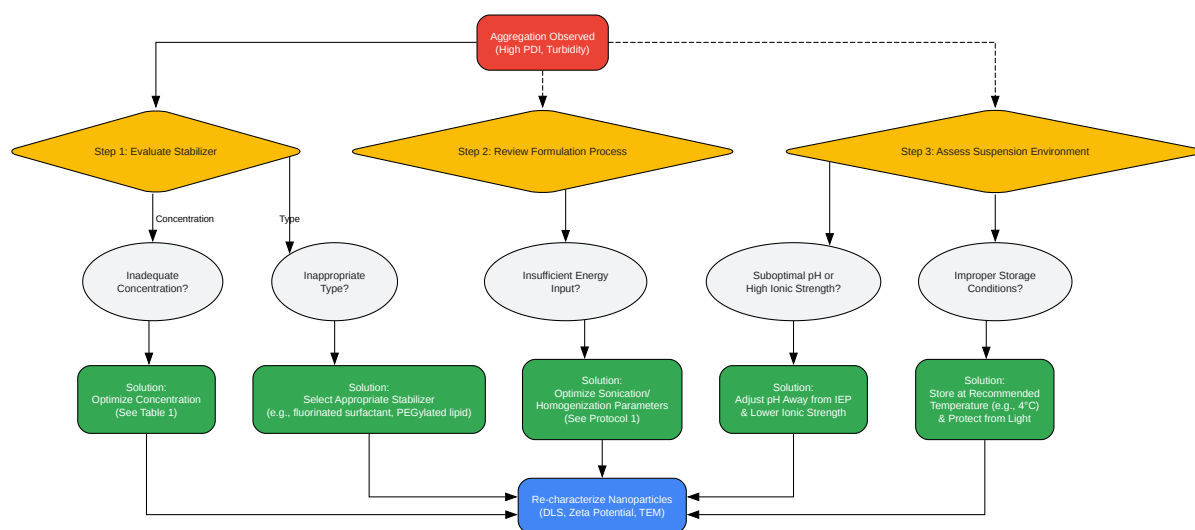 Aggregation Observed
(High PDI, Turbidity)
Step 1: Evaluate Stabilizer
Step 2: Review Formulation Process
Step 3: Assess Suspension Environment
Concentration
Type
Inadequate
Concentration?
Inappropriate
Type?
Insufficient Energy
Input?
Suboptimal pH or
High Ionic Strength?
Improper Storage
Conditions?
Solution:
Optimize Concentration
(See Table 1)
Solution:
Select Appropriate Stabilizer
(e.g., fluorinated surfactant, PEGylated lipid)
Solution:
Optimize Sonication/
Homogenization Parameters
(See Protocol 1)
Solution:
Adjust pH Away from IEP
& Lower Ionic Strength
Solution:
Store at Recommended
Temperature (e.g., 4°C)
& Protect from Light
Re-characterize Nanoparticles
(DLS, Zeta Potential, TEM)